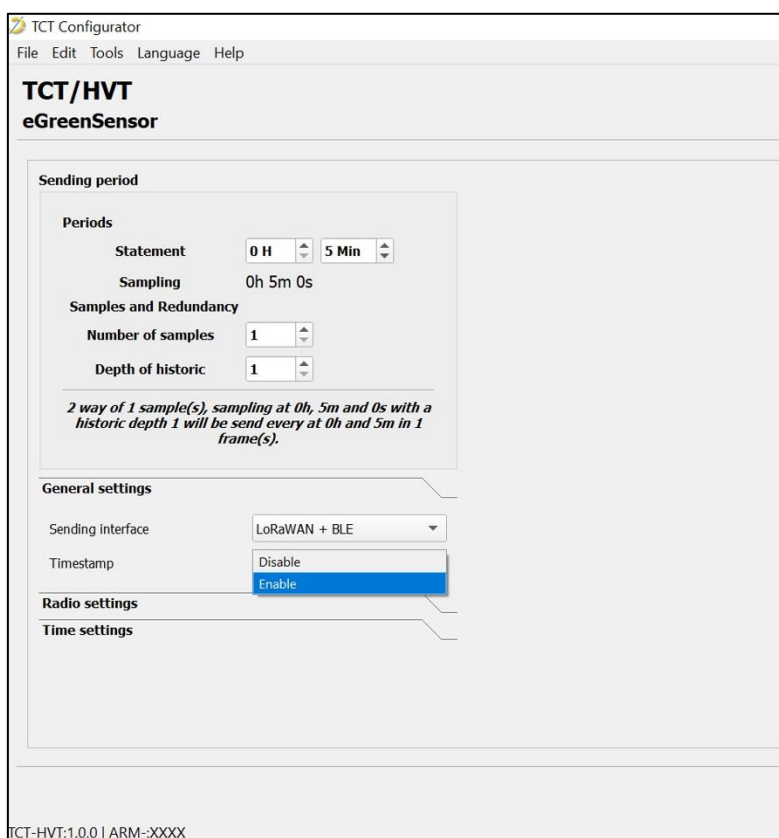 TCT Configurator
File Edit Tools Language Help
TCT/HVT
eGreenSensor
Sending period
Periods
Statement 0 H 5 Min
Sampling 0h 5m 0s
Samples and Redundancy
Number of samples 1
Depth of historic 1
2 way of 1 sample(s), sampling at 0h, 5m and 0s with a
historic depth 1 will be send every at 0h and 5m in 1
frame(s).
General settings
Sending interface LoRaWAN + BLE
Timestamp Disable
Enable
Radio settings
Time settings
TCT-HVT:1.0.0 | ARM-:XXXX